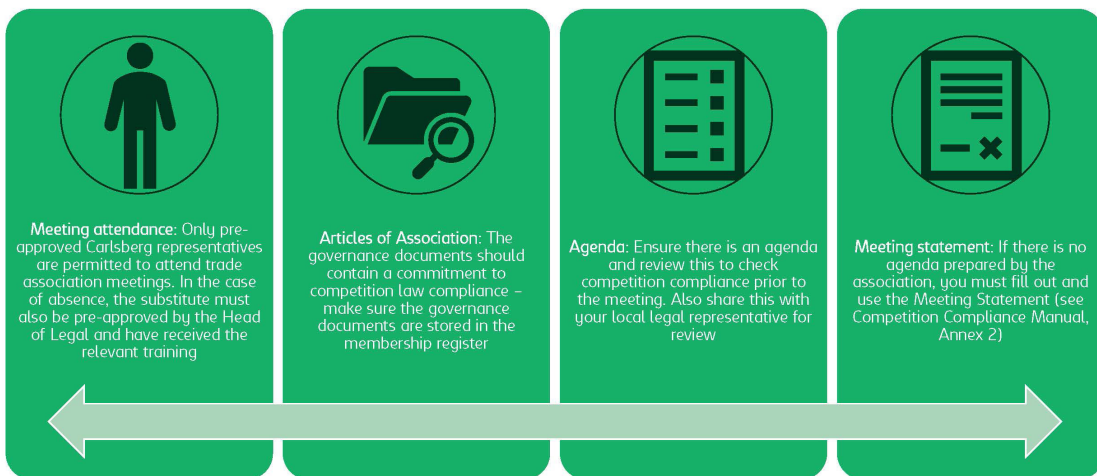 Meeting attendance: Only pre-
approved Carlsberg representatives
are permitted to attend trade
association meetings. In the case
of absence, the substitute must
also be pre-approved by the Head
of Legal and have received the
relevant training
Articles of Association: The
governance documents should
contain a commitment to
competition law compliance –
make sure the governance
documents are stored in the
membership register
Agenda: Ensure there is an agenda
and review this to check
competition compliance prior to
the meeting. Also share this with
your local legal representative for
review
Meeting statement: If there is no
agenda prepared by the
association, you must fill out and
use the Meeting Statement (see
Competition Compliance Manual,
Annex 2)